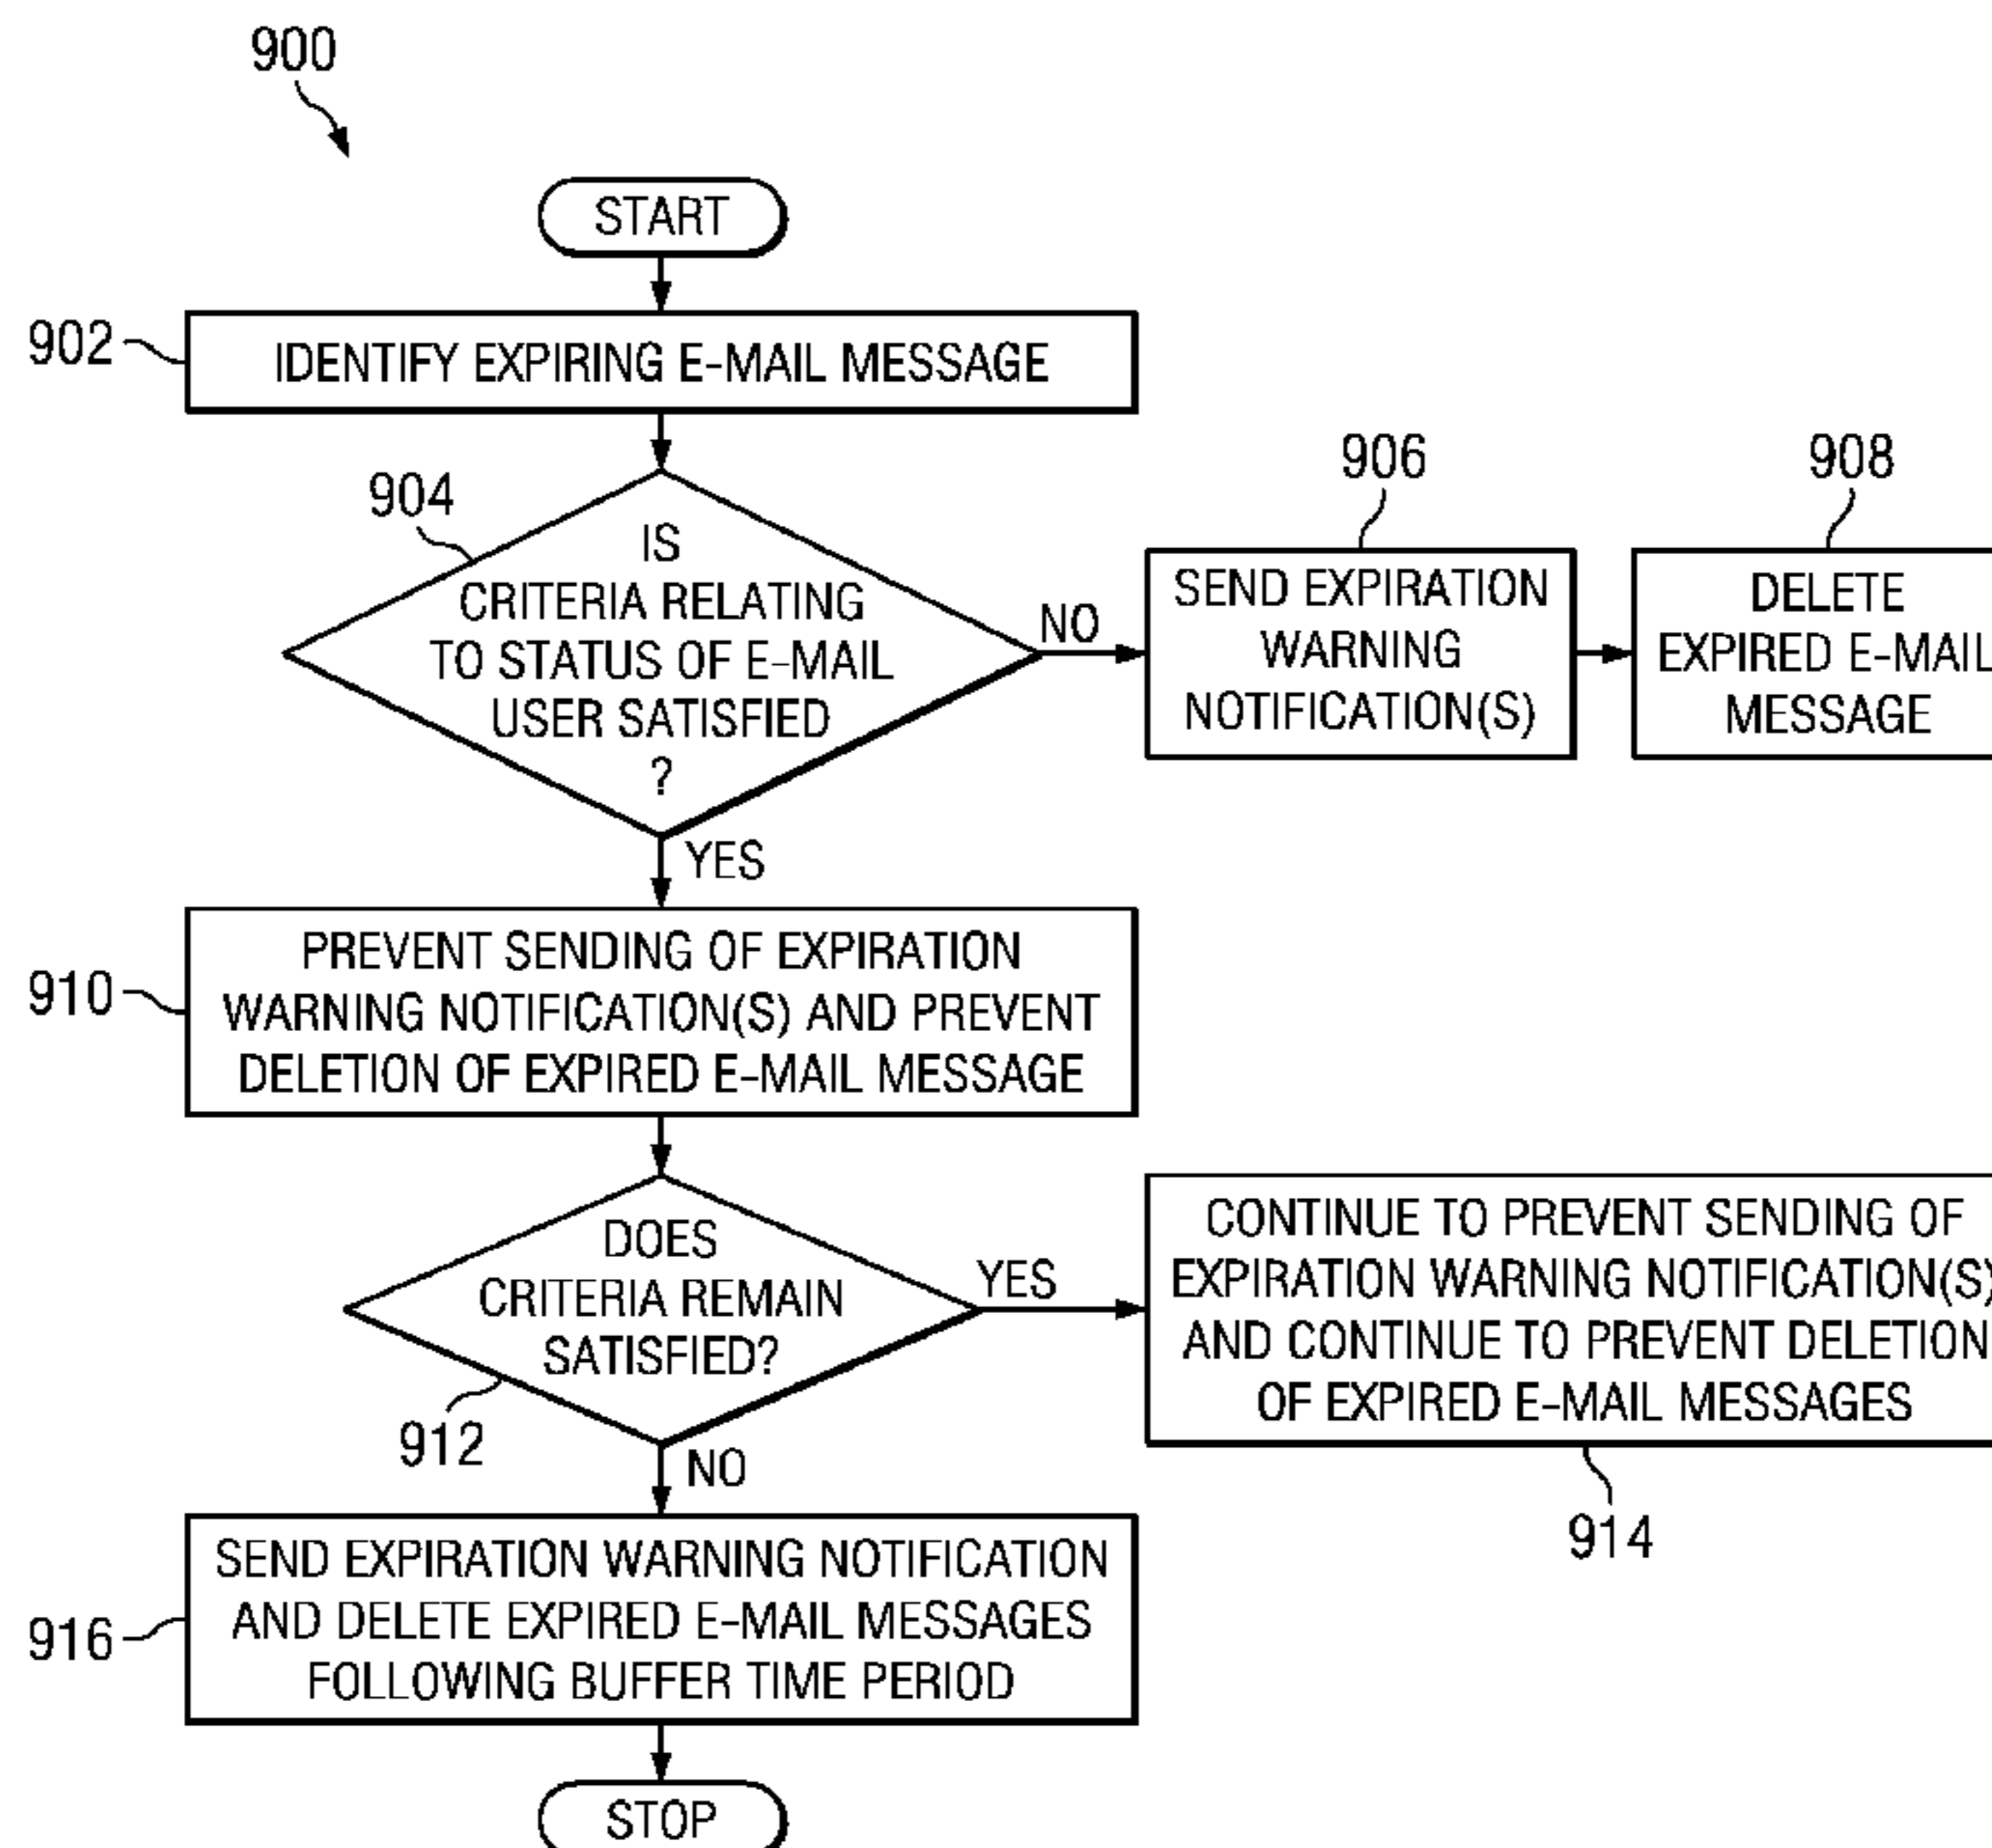 900
START
902
IDENTIFY EXPIRING E-MAIL MESSAGE
904
IS
CRITERIA RELATING
TO STATUS OF E-MAIL
USER SATISFIED
?
NO
906
SEND EXPIRATION
WARNING
NOTIFICATION(S)
908
DELETE
EXPIRED E-MAIL
MESSAGE
YES
910
PREVENT SENDING OF EXPIRATION
WARNING NOTIFICATION(S) AND PREVENT
DELETION OF EXPIRED E-MAIL MESSAGE
DOES
CRITERIA REMAIN
SATISFIED?
912
YES
CONTINUE TO PREVENT SENDING OF
EXPIRATION WARNING NOTIFICATION(S)
AND CONTINUE TO PREVENT DELETION
OF EXPIRED E-MAIL MESSAGES
914
NO
916
SEND EXPIRATION WARNING NOTIFICATION
AND DELETE EXPIRED E-MAIL MESSAGES
FOLLOWING BUFFER TIME PERIOD
STOP